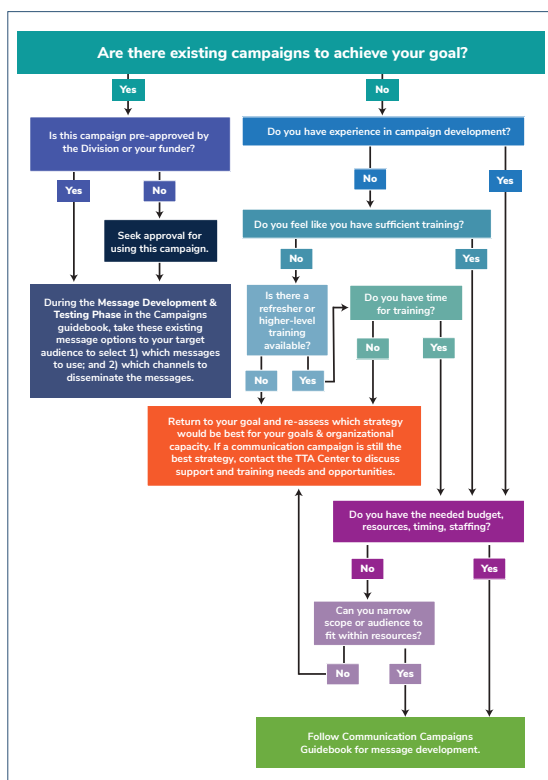 Are there existing campaigns to achieve your goal?
Yes
No
Is this campaign pre-approved by
the Division or your funder?
Do you have experience in campaign development?
Yes
No
No
Yes
Seek approval for
using this campaign.
Do you feel like you have sufficient training?
No
Yes
During the Message Development &
Testing Phase in the Campaigns
guidebook, take these existing
message options to your target
audience to select 1) which messages
to use; and 2) which channels to
disseminate the messages.
Is there a
refresher or
higher-level
training
available?
Do you have time
for training?
No
Yes
No
Yes
Return to your goal and re-assess which strategy
would be best for your goals & organizational
capacity. If a communication campaign is still the
best strategy, contact the TTA Center to discuss
support and training needs and opportunities.
Do you have the needed budget,
resources, timing, staffing?
No
Yes
Can you narrow
scope or audience to
fit within resources?
No
Yes
Follow Communication Campaigns
Guidebook for message development.